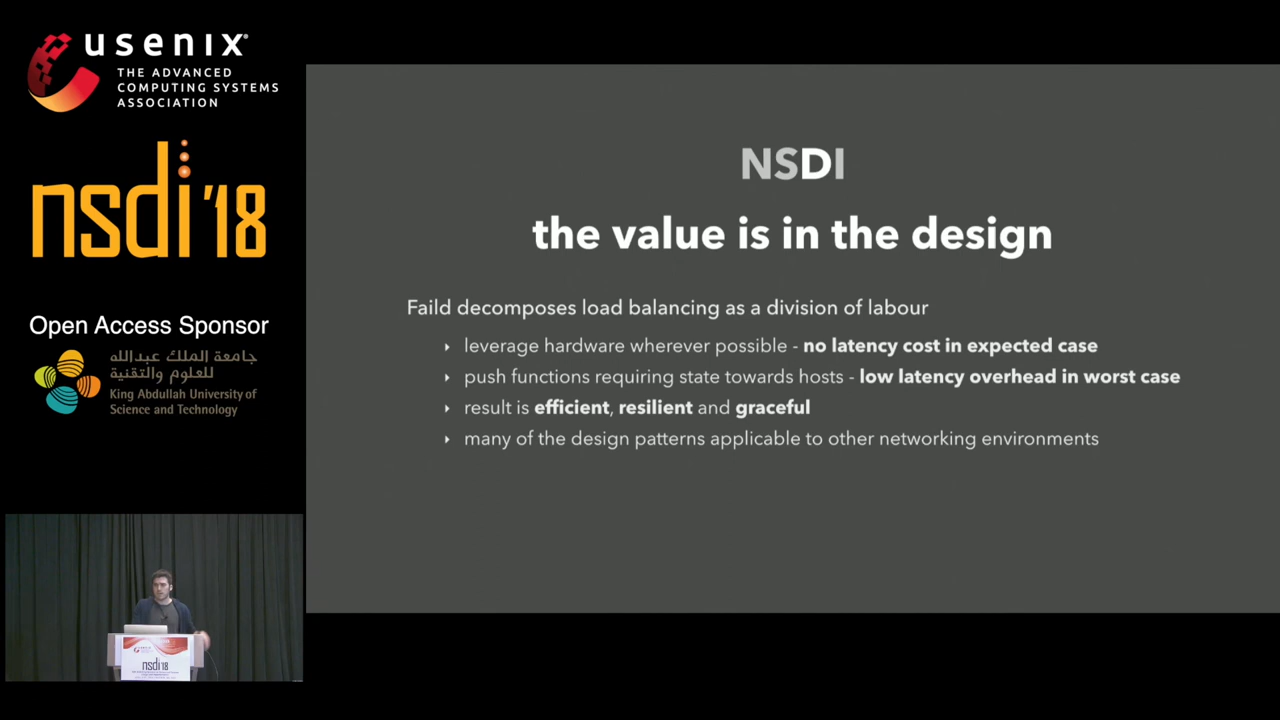 usenix
THE ADVANCED
COMPUTING SYSTEMS
ASSOCIATION
nsdi '18
Open Access Sponsor
جامعة الملك عبدالله
للعلوم والتقنية
King Abdullah University of
Science and Technology
NSDI
the value is in the design
Faild decomposes load balancing as a division of labour
leverage hardware wherever possible - no latency cost in expected case
push functions requiring state towards hosts - low latency overhead in worst case
result is efficient, resilient and graceful
many of the design patterns applicable to other networking environments
nsdi'18